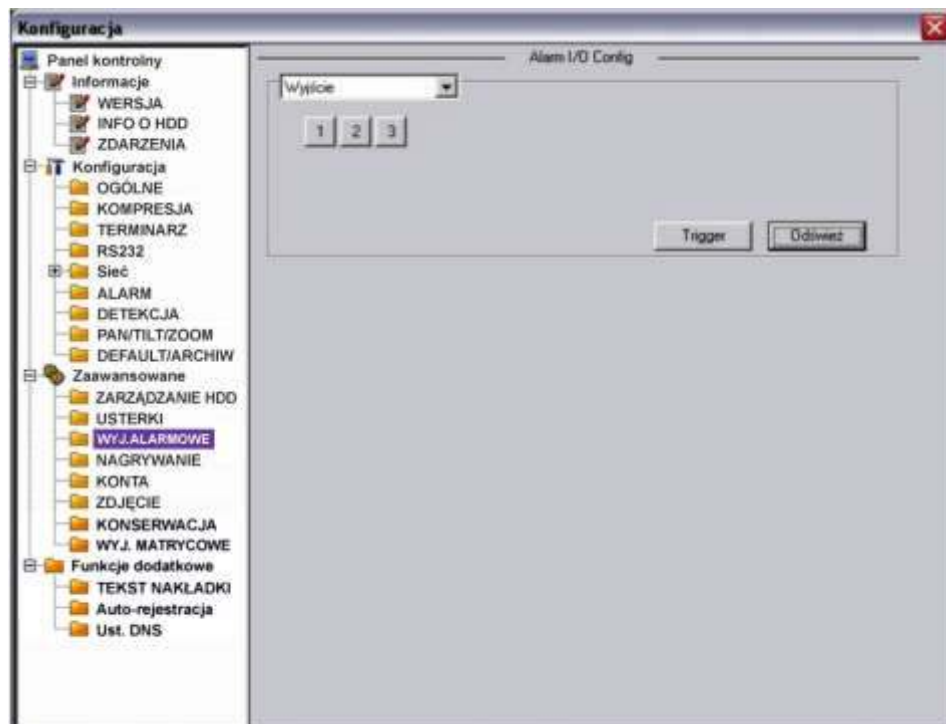 Konfiguracja
Panel kontrolny
Informacje
WERSJA
INFO O HDD
ZDARZENIA
Konfiguracja
OGÓLNE
KOMPRESJA
TERMINARZ
RS232
Sieć
ALARM
DETEKCJA
PAN/TILT/ZOOM
DEFAULT/ARCHIW
Zaawansowane
ZARZĄDZANIE HDD
USTERKI
WYJ.ALARMOWE
NAGRYWANIE
KONTA
ZDJĘCIE
KONSERWACJA
WYJ. MATRYCOWE
Funkcje dodatkowe
TEKST NAKŁADKI
Auto-rejestracja
Ust. DNS
Alarm I/O Config
Wyjście
1 2 3
Trigger Odśwież